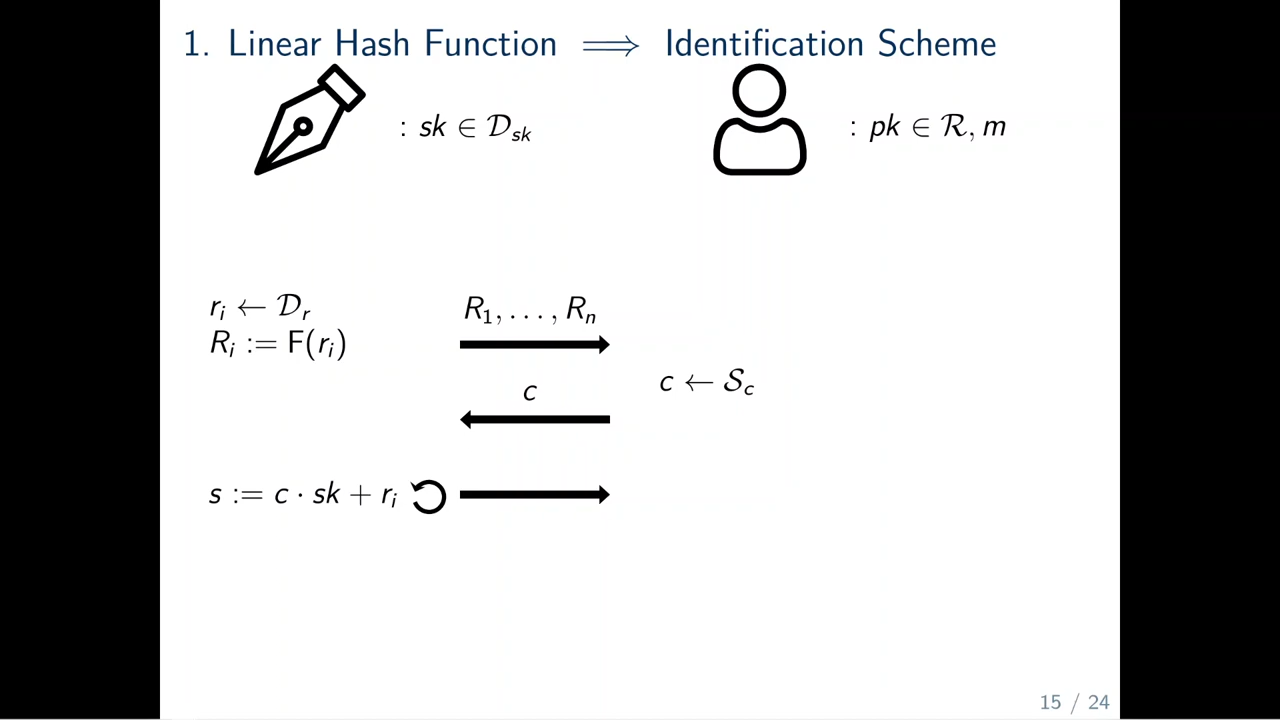 1. Linear Hash Function ⟹ Identification Scheme
: sk ∈ 𝒟_sk
: pk ∈ ℛ, m
r_i ← 𝒟_r
R_i := F(r_i)
R_1, . . . , R_n
c ← 𝒮_c
c
s := c · sk + r_i
15 / 24